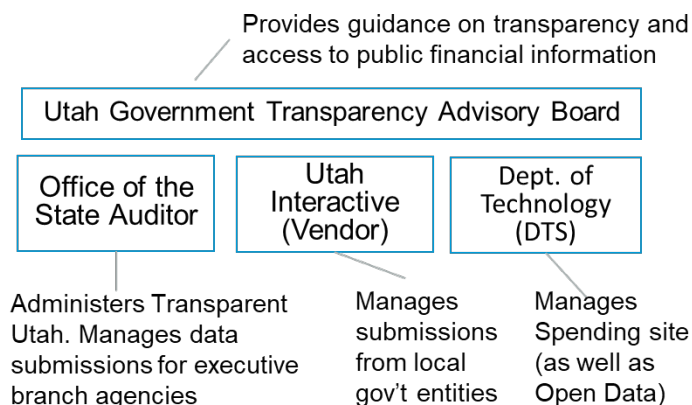 Provides guidance on transparency and
access to public financial information
Utah Government Transparency Advisory Board
Office of the
State Auditor
Utah
Interactive
(Vendor)
Dept. of
Technology
(DTS)
Administers Transparent
Utah. Manages data
submissions for executive
branch agencies
Manages
submissions
from local
gov't entities
Manages
Spending site
(as well as
Open Data)